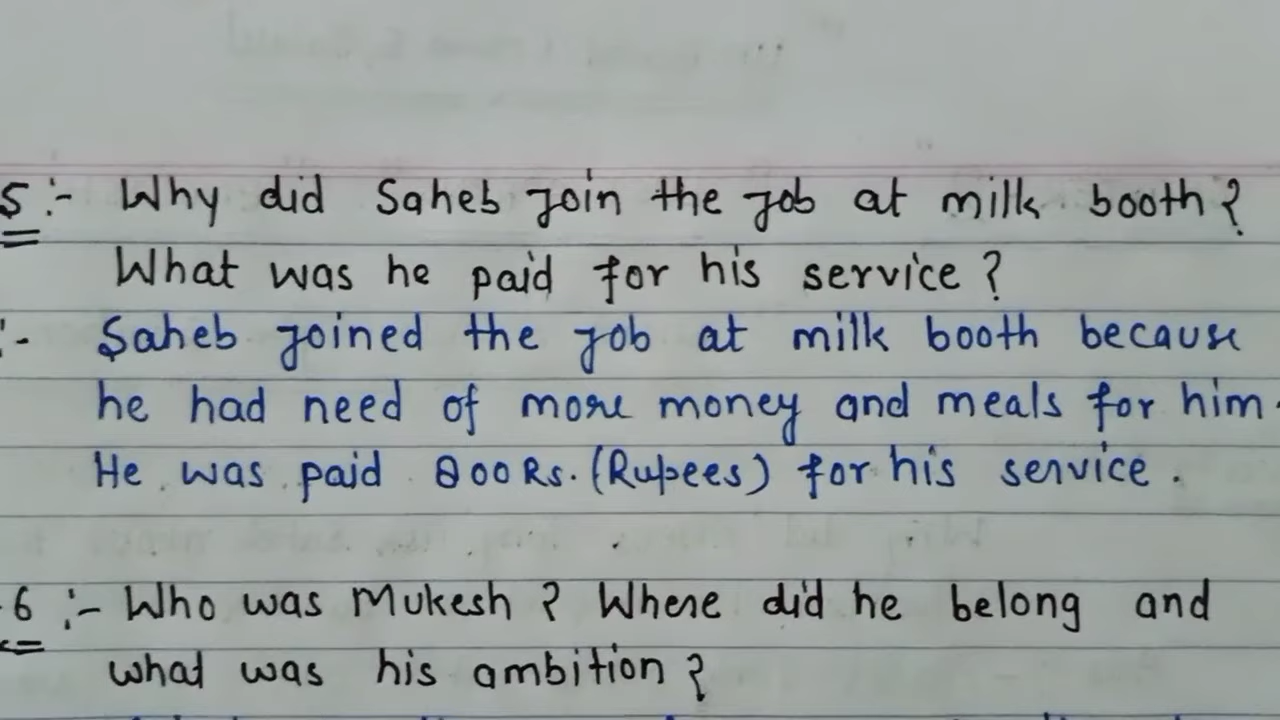 5 :- Why did Saheb join the job at milk booth?
What was he paid for his service?
:- Saheb joined the job at milk booth because
he had need of more money and meals for him.
He was paid 800 Rs. (Rupees) for his service.
6 :- Who was Mukesh? Where did he belong and
what was his ambition?